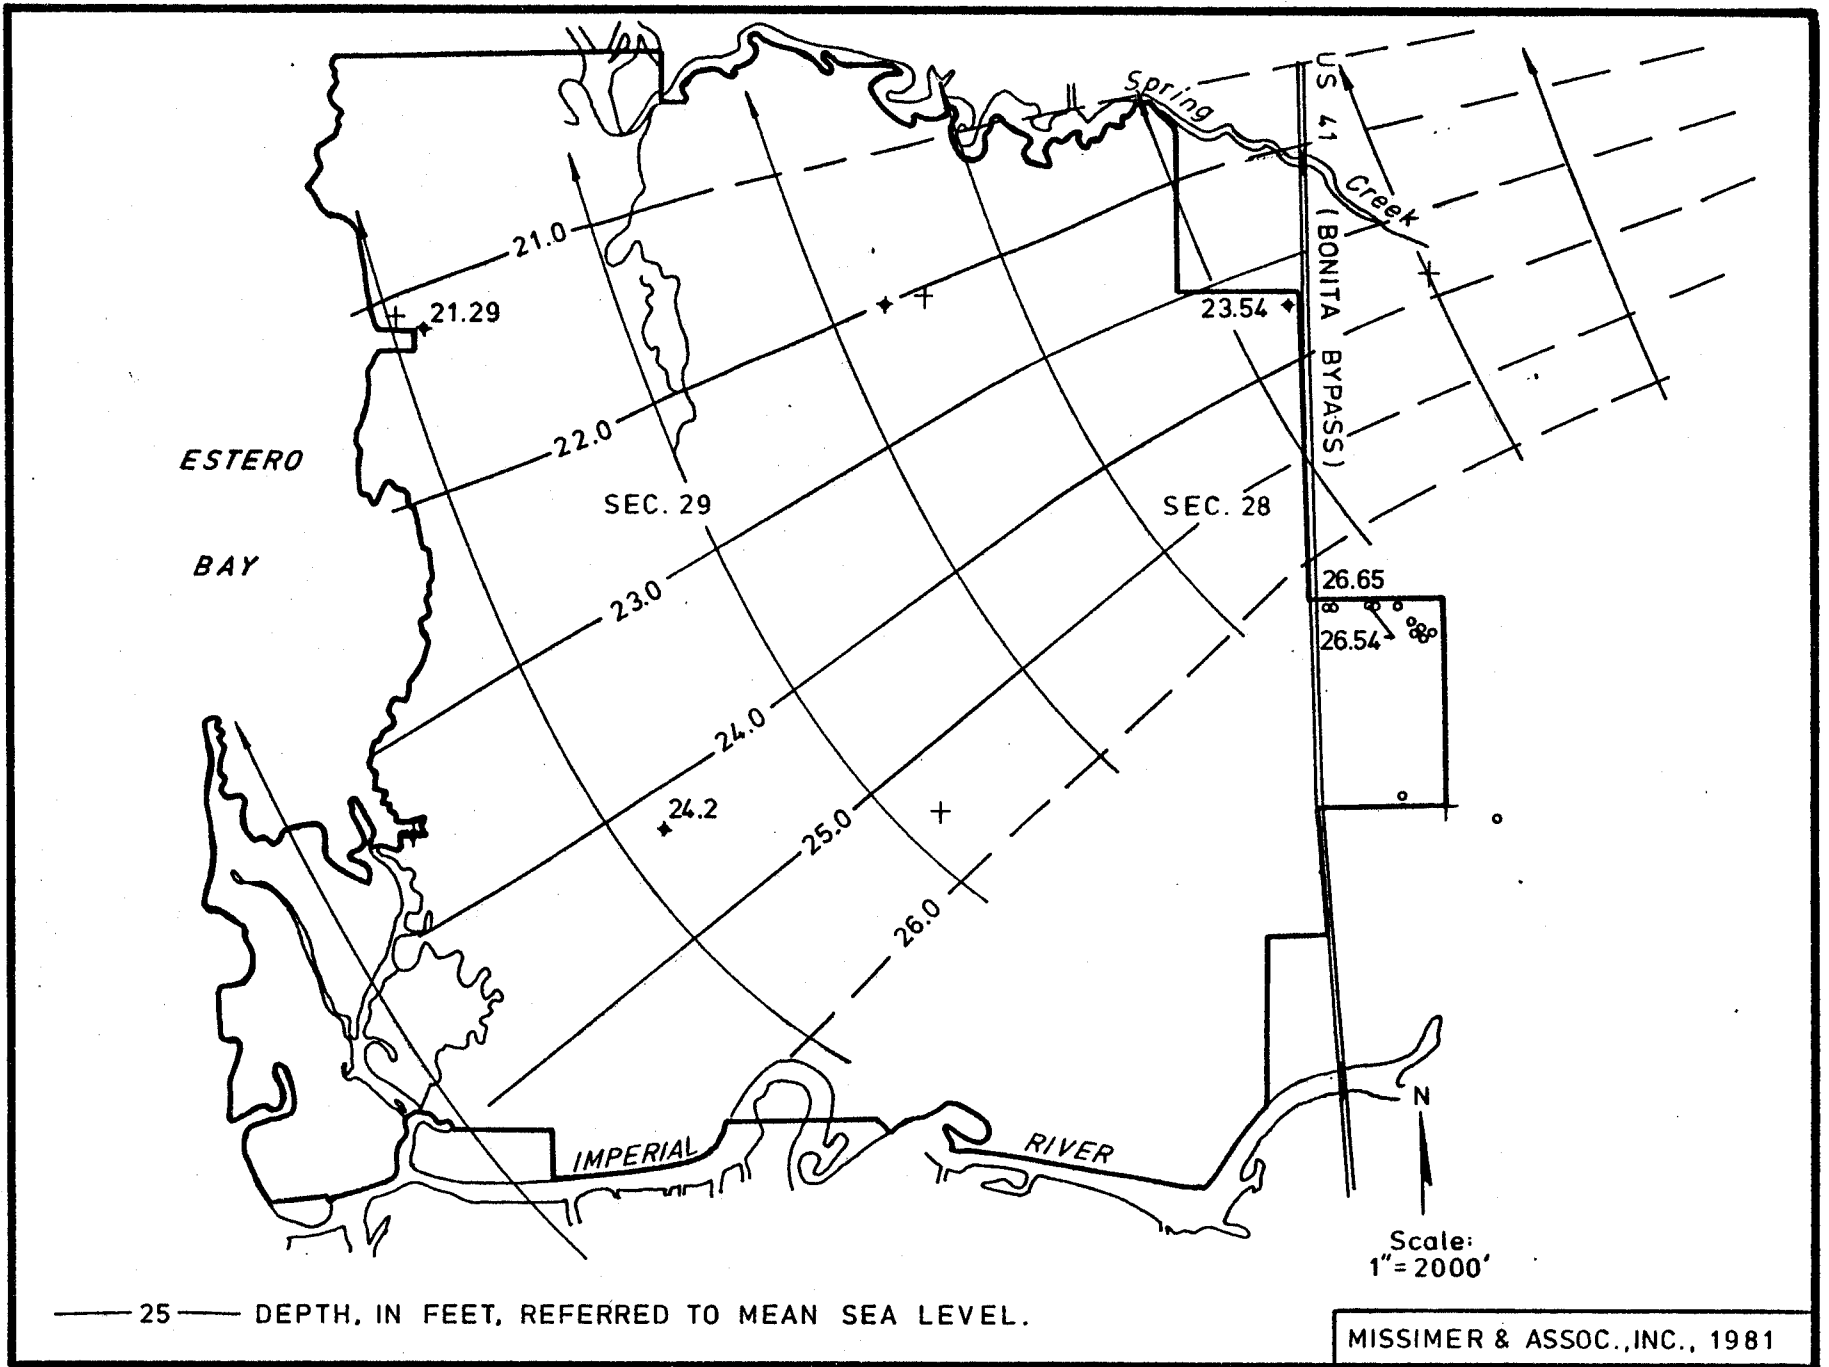 Spring
Creek
US 41 (BONITA BYPASS)
21.0
21.29
23.54
22.0
ESTERO
BAY
SEC. 29
SEC. 28
23.0
26.65
26.54
24.0
24.2
25.0
26.0
IMPERIAL
RIVER
N
Scale:
1"=2000'
25 DEPTH, IN FEET, REFERRED TO MEAN SEA LEVEL.
MISSIMER & ASSOC., INC., 1981